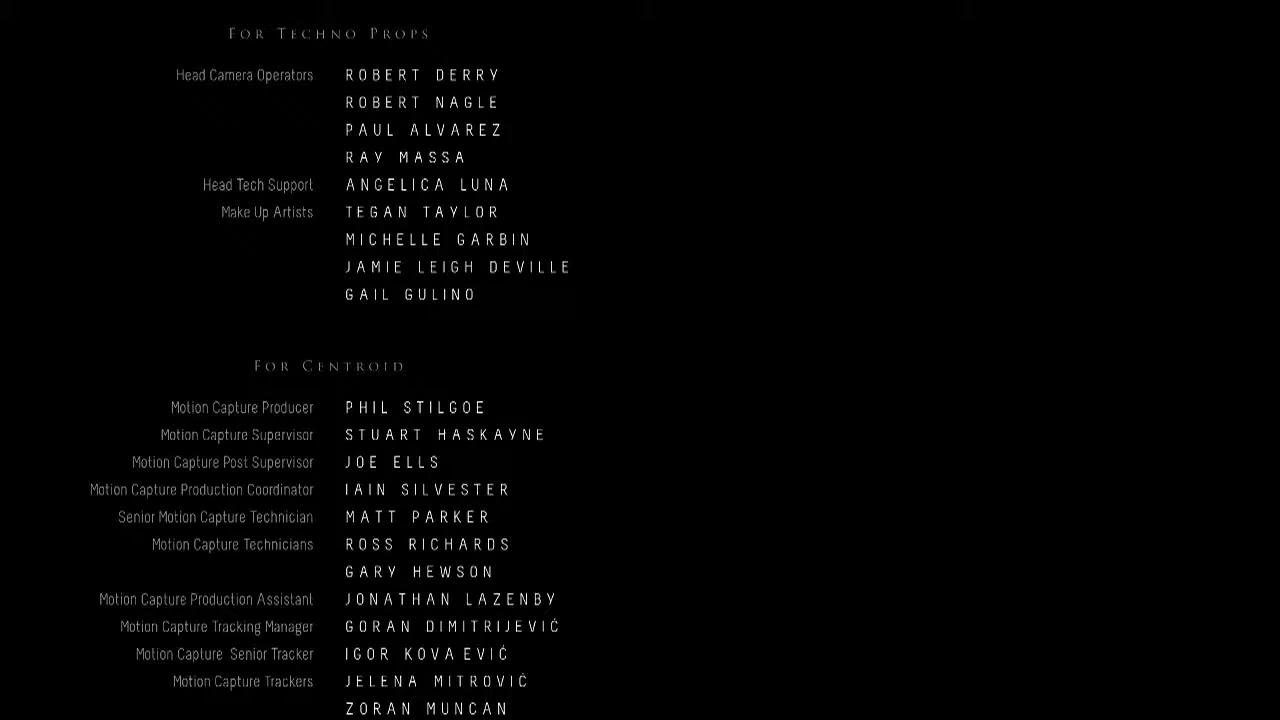 FOR TECHNO PROPS
Head Camera Operators ROBERT DERRY
ROBERT NAGLE
PAUL ALVAREZ
RAY MASSA
Head Tech Support ANGELICA LUNA
Make Up Artists TEGAN TAYLOR
MICHELLE GARBIN
JAMIE LEIGH DEVILLE
GAIL GULINO
FOR CENTROID
Motion Capture Producer PHIL STILGOE
Motion Capture Supervisor STUART HASKAYNE
Motion Capture Post Supervisor JOE ELLS
Motion Capture Production Coordinator IAIN SILVESTER
Senior Motion Capture Technician MATT PARKER
Motion Capture Technicians ROSS RICHARDS
GARY HEWSON
Motion Capture Production Assistant JONATHAN LAZENBY
Motion Capture Tracking Manager GORAN DIMITRIJEVIĆ
Motion Capture Senior Tracker IGOR KOVA EVIĆ
Motion Capture Trackers JELENA MITROVIČ
ZORAN MUNCAN